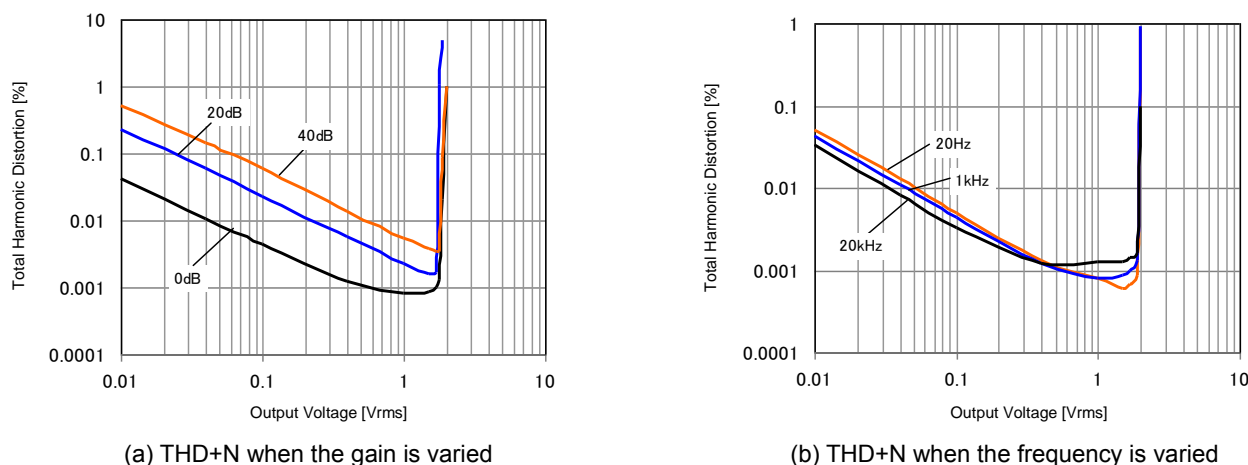 10
1
0.1
0.01
0.001
0.0001
Total Harmonic Distortion [%]
20dB
40dB
0dB
0.01 0.1 1 10
Output Voltage [Vrms]
(a) THD+N when the gain is varied
1
0.1
0.01
0.001
0.0001
Total Harmonic Distortion [%]
20Hz
1kHz
20kHz
0.01 0.1 1 10
Output Voltage [Vrms]
(b) THD+N when the frequency is varied